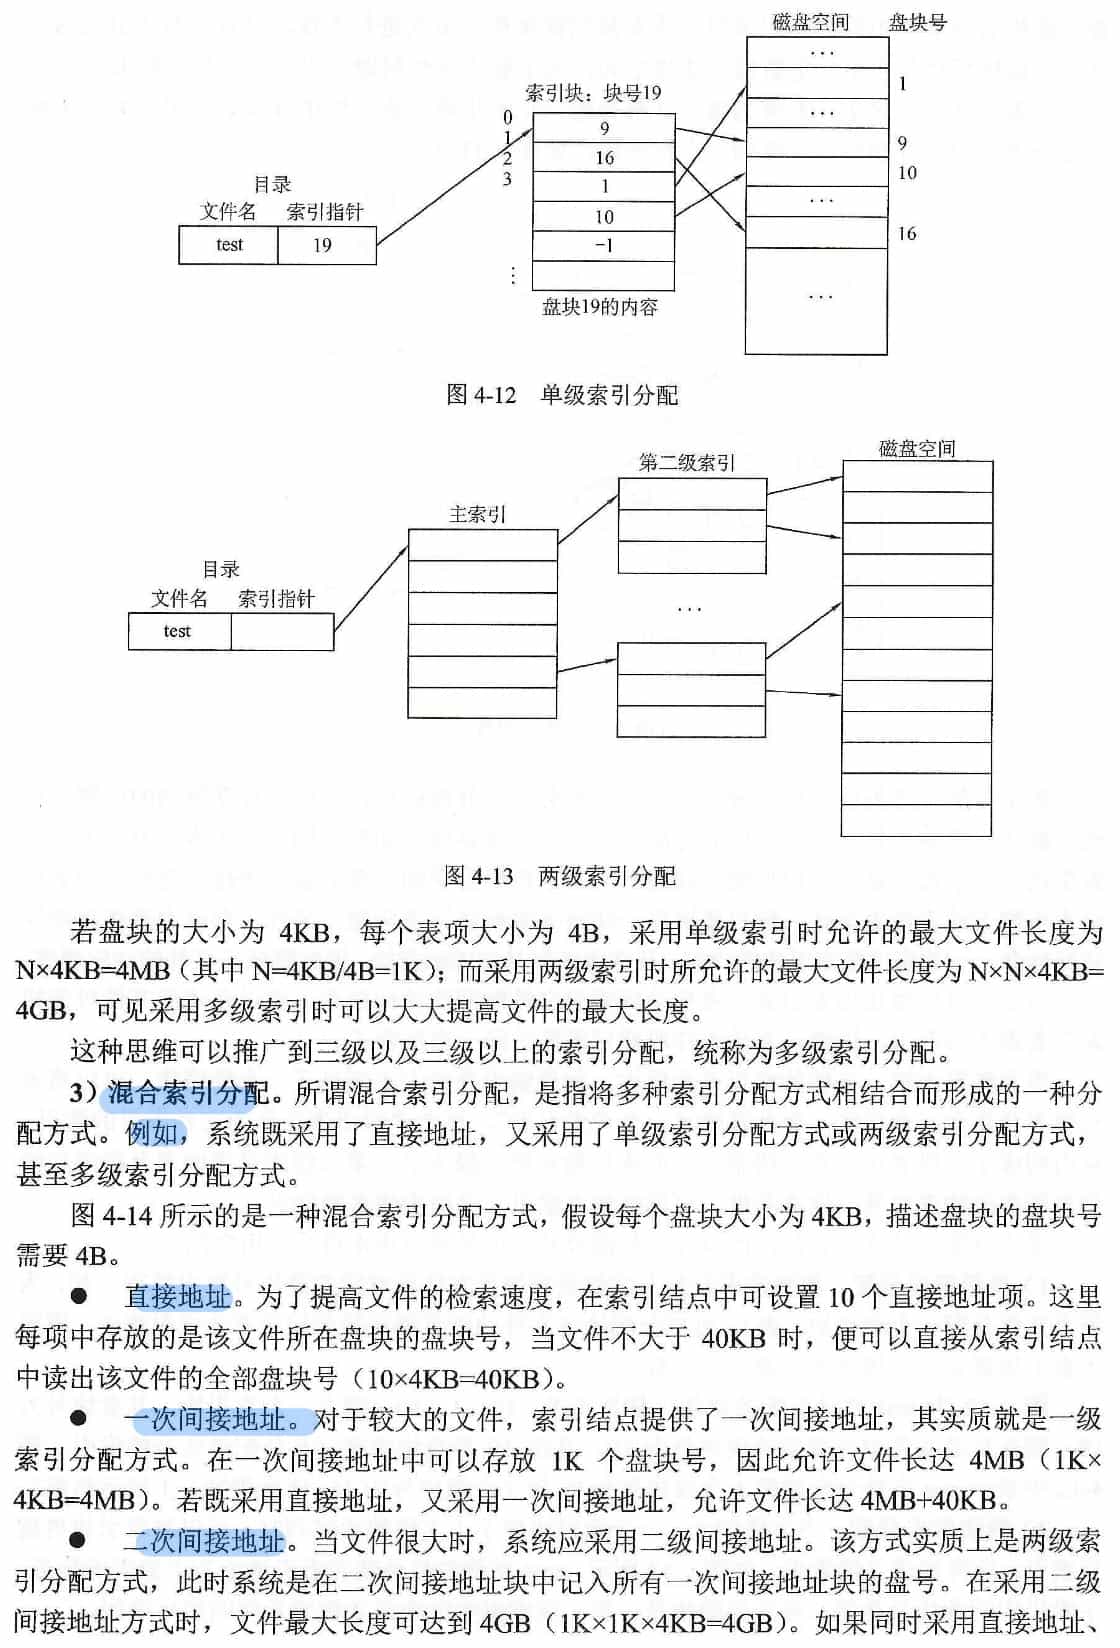 磁盘空间 盘块号
···
1
索引块：块号19
···
0
9
1
9
16
2
10
1
3
目录
···
文件名 索引指针
10
16
test 19
-1
⋮
···
盘块19的内容
图 4-12 单级索引分配
磁盘空间
第二级索引
主索引
目录
文件名 索引指针
···
test
图 4-13 两级索引分配
若盘块的大小为 4KB，每个表项大小为 4B，采用单级索引时允许的最大文件长度为
N×4KB=4MB（其中 N=4KB/4B=1K）；而采用两级索引时所允许的最大文件长度为 N×N×4KB=
4GB，可见采用多级索引时可以大大提高文件的最大长度。
这种思维可以推广到三级以及三级以上的索引分配，统称为多级索引分配。
3）混合索引分配。所谓混合索引分配，是指将多种索引分配方式相结合而形成的一种分
配方式。例如，系统既采用了直接地址，又采用了单级索引分配方式或两级索引分配方式，
甚至多级索引分配方式。
图 4-14 所示的是一种混合索引分配方式，假设每个盘块大小为 4KB，描述盘块的盘块号
需要 4B。
● 直接地址。为了提高文件的检索速度，在索引结点中可设置 10 个直接地址项。这里
每项中存放的是该文件所在盘块的盘块号，当文件不大于 40KB 时，便可以直接从索引结点
中读出该文件的全部盘块号（10×4KB=40KB）。
● 一次间接地址。对于较大的文件，索引结点提供了一次间接地址，其实质就是一级
索引分配方式。在一次间接地址中可以存放 1K 个盘块号，因此允许文件长达 4MB（1K×
4KB=4MB）。若既采用直接地址，又采用一次间接地址，允许文件长达 4MB+40KB。
● 二次间接地址。当文件很大时，系统应采用二级间接地址。该方式实质上是两级索
引分配方式，此时系统是在二次间接地址块中记入所有一次间接地址块的盘号。在采用二级
间接地址方式时，文件最大长度可达到 4GB（1K×1K×4KB=4GB）。如果同时采用直接地址、